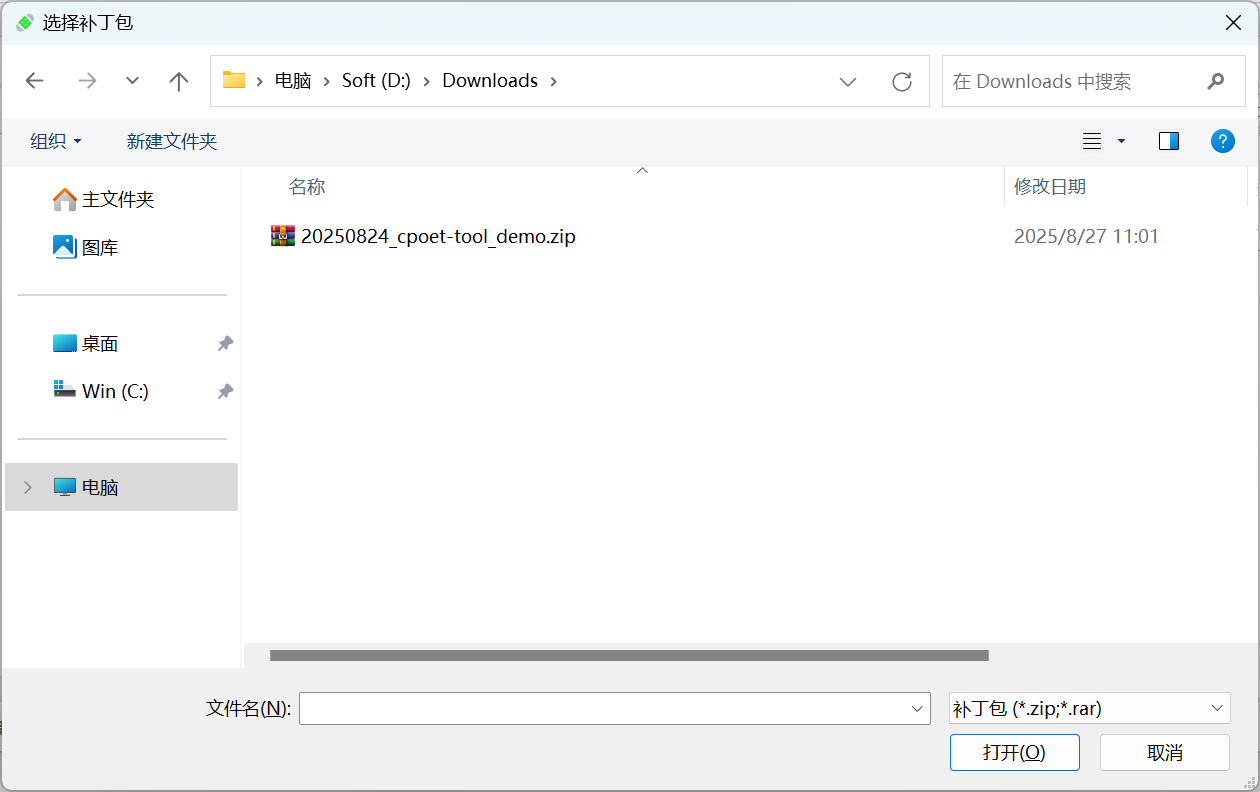 选择补丁包
电脑 Soft (D:) Downloads
在 Downloads 中搜索
组织 新建文件夹
?
名称 修改日期
主文件夹
20250824_cpoet-tool_demo.zip 2025/8/27 11:01
图库
桌面
Win (C:)
电脑
文件名(N): 补丁包 (*.zip;*.rar)
打开(O) 取消